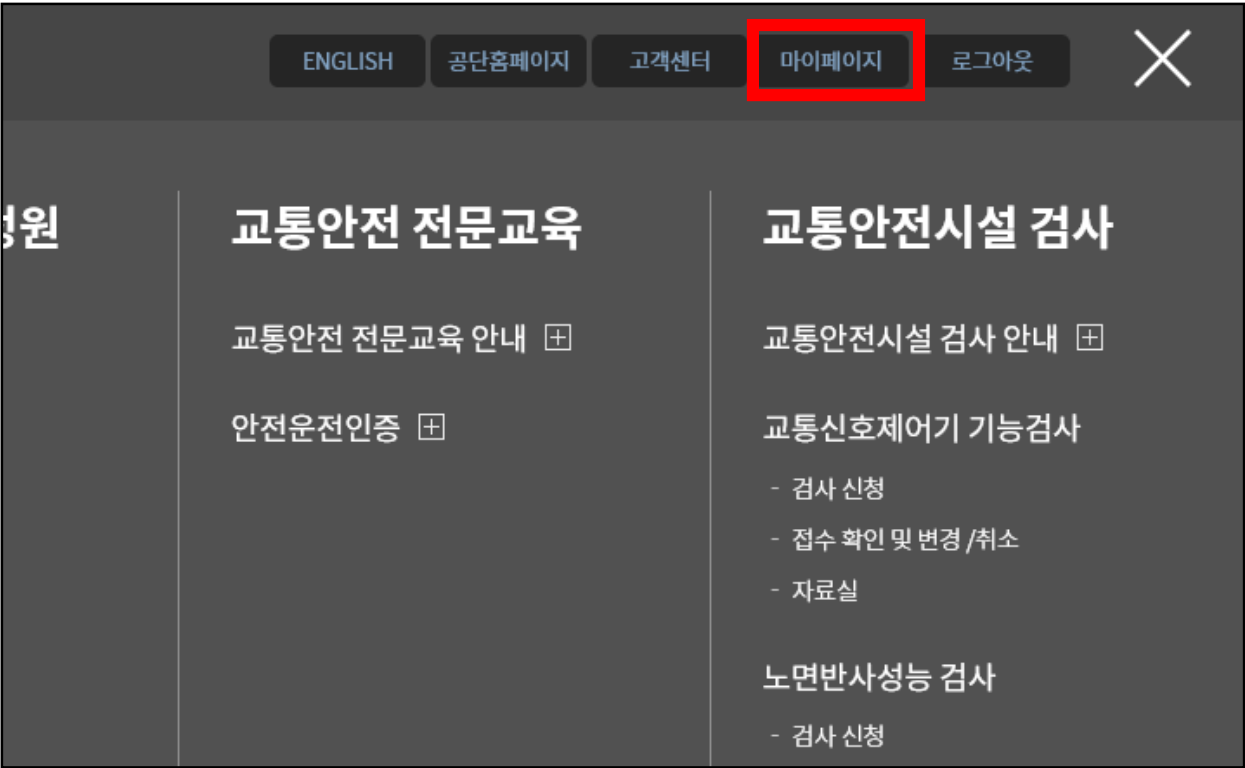 ENGLISH 공단홈페이지 고객센터 마이페이지 로그아웃
교통안전 전문교육
교통안전 전문교육 안내
안전운전인증
교통안전시설 검사
교통안전시설 검사 안내
교통신호제어기 기능검사
- 검사 신청
- 접수 확인 및 변경 /취소
- 자료실
노면반사성능 검사
- 검사 신청